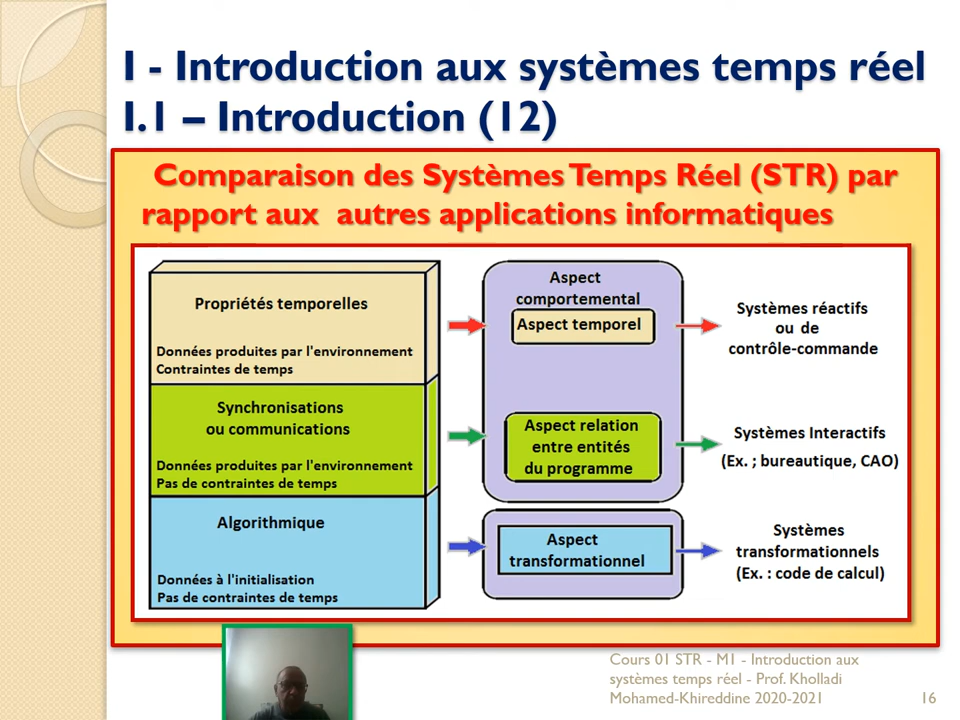 I - Introduction aux systèmes temps réel
I.1 – Introduction (12)
Comparaison des Systèmes Temps Réel (STR) par
rapport aux autres applications informatiques
Propriétés temporelles
Données produites par l'environnement
Contraintes de temps
Synchronisations
ou communications
Données produites par l'environnement
Pas de contraintes de temps
Algorithmique
Données à l'initialisation
Pas de contraintes de temps
Aspect
comportemental
Aspect temporel
Aspect relation
entre entités
du programme
Aspect
transformationnel
Systèmes réactifs
ou de
contrôle-commande
Systèmes Interactifs
(Ex. ; bureautique, CAO)
Systèmes
transformationnels
(Ex. : code de calcul)
Cours 01 STR - M1 - Introduction aux
systèmes temps réel - Prof. Kholladi
Mohamed-Khireddine 2020-2021
16